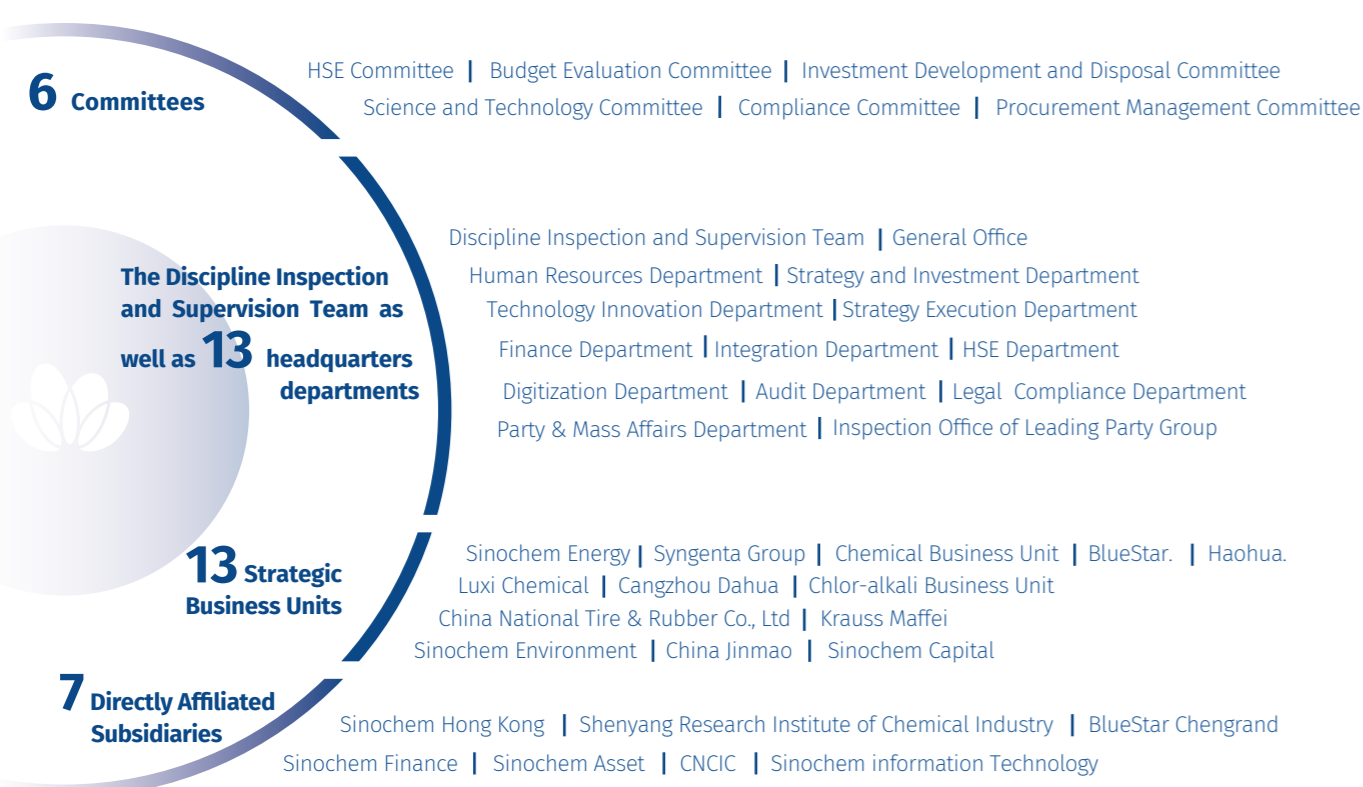 6 Committees
HSE Committee | Budget Evaluation Committee | Investment Development and Disposal Committee
Science and Technology Committee | Compliance Committee | Procurement Management Committee
The Discipline Inspection
and Supervision Team as
well as 13 headquarters
departments
Discipline Inspection and Supervision Team | General Office
Human Resources Department | Strategy and Investment Department
Technology Innovation Department | Strategy Execution Department
Finance Department | Integration Department | HSE Department
Digitization Department | Audit Department | Legal Compliance Department
Party & Mass Affairs Department | Inspection Office of Leading Party Group
13 Strategic
Business Units
Sinochem Energy | Syngenta Group | Chemical Business Unit | BlueStar. | Haohua.
Luxi Chemical | Cangzhou Dahua | Chlor-alkali Business Unit
China National Tire & Rubber Co., Ltd | Krauss Maffei
Sinochem Environment | China Jinmao | Sinochem Capital
7 Directly Affiliated
Subsidiaries
Sinochem Hong Kong | Shenyang Research Institute of Chemical Industry | BlueStar Chengrand
Sinochem Finance | Sinochem Asset | CNCIC | Sinochem information Technology